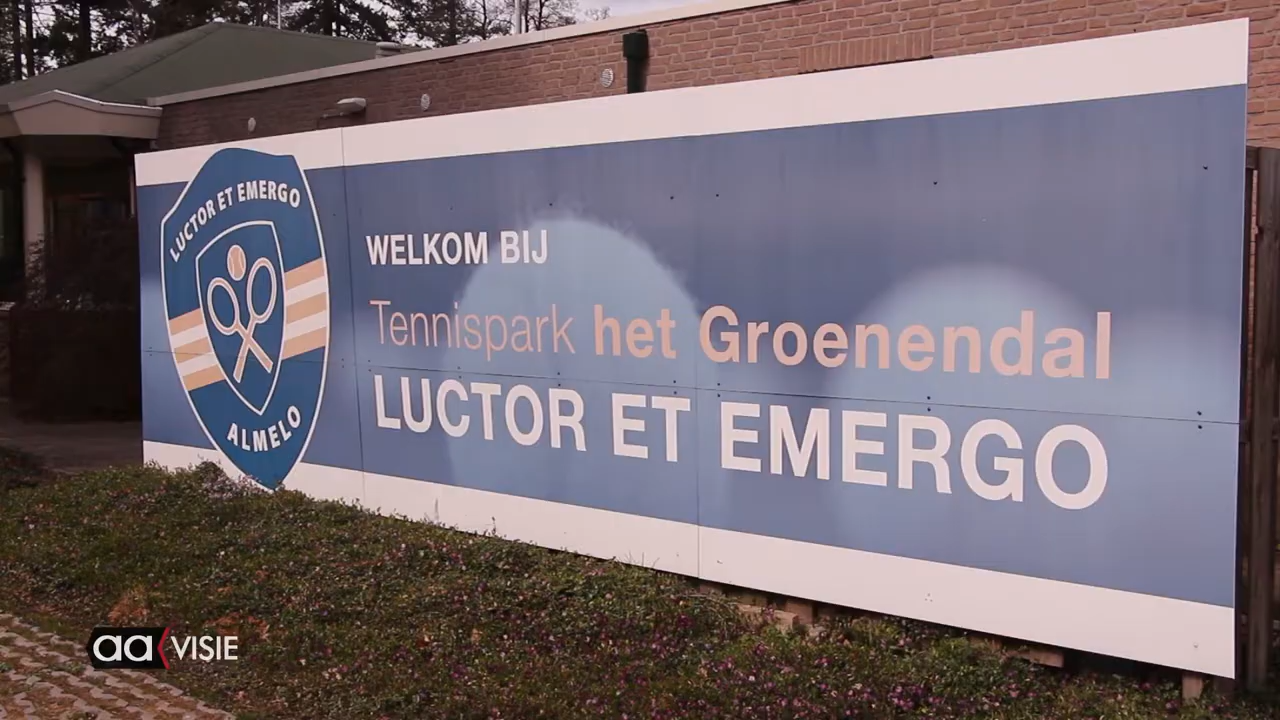 LUCTOR ET EMERGO
ALMELO
WELKOM BIJ
Tennispark het Groenendal
LUCTOR ET EMERGO
aa VISIE